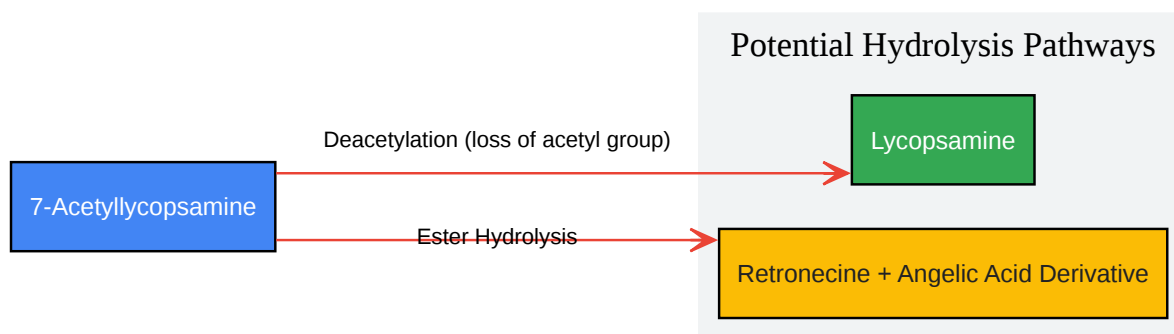 Potential Hydrolysis Pathways
Deacetylation (loss of acetyl group)
Lycopsamine
7-Acetyllycopsamine
Ester Hydrolysis
Retronecine + Angelic Acid Derivative